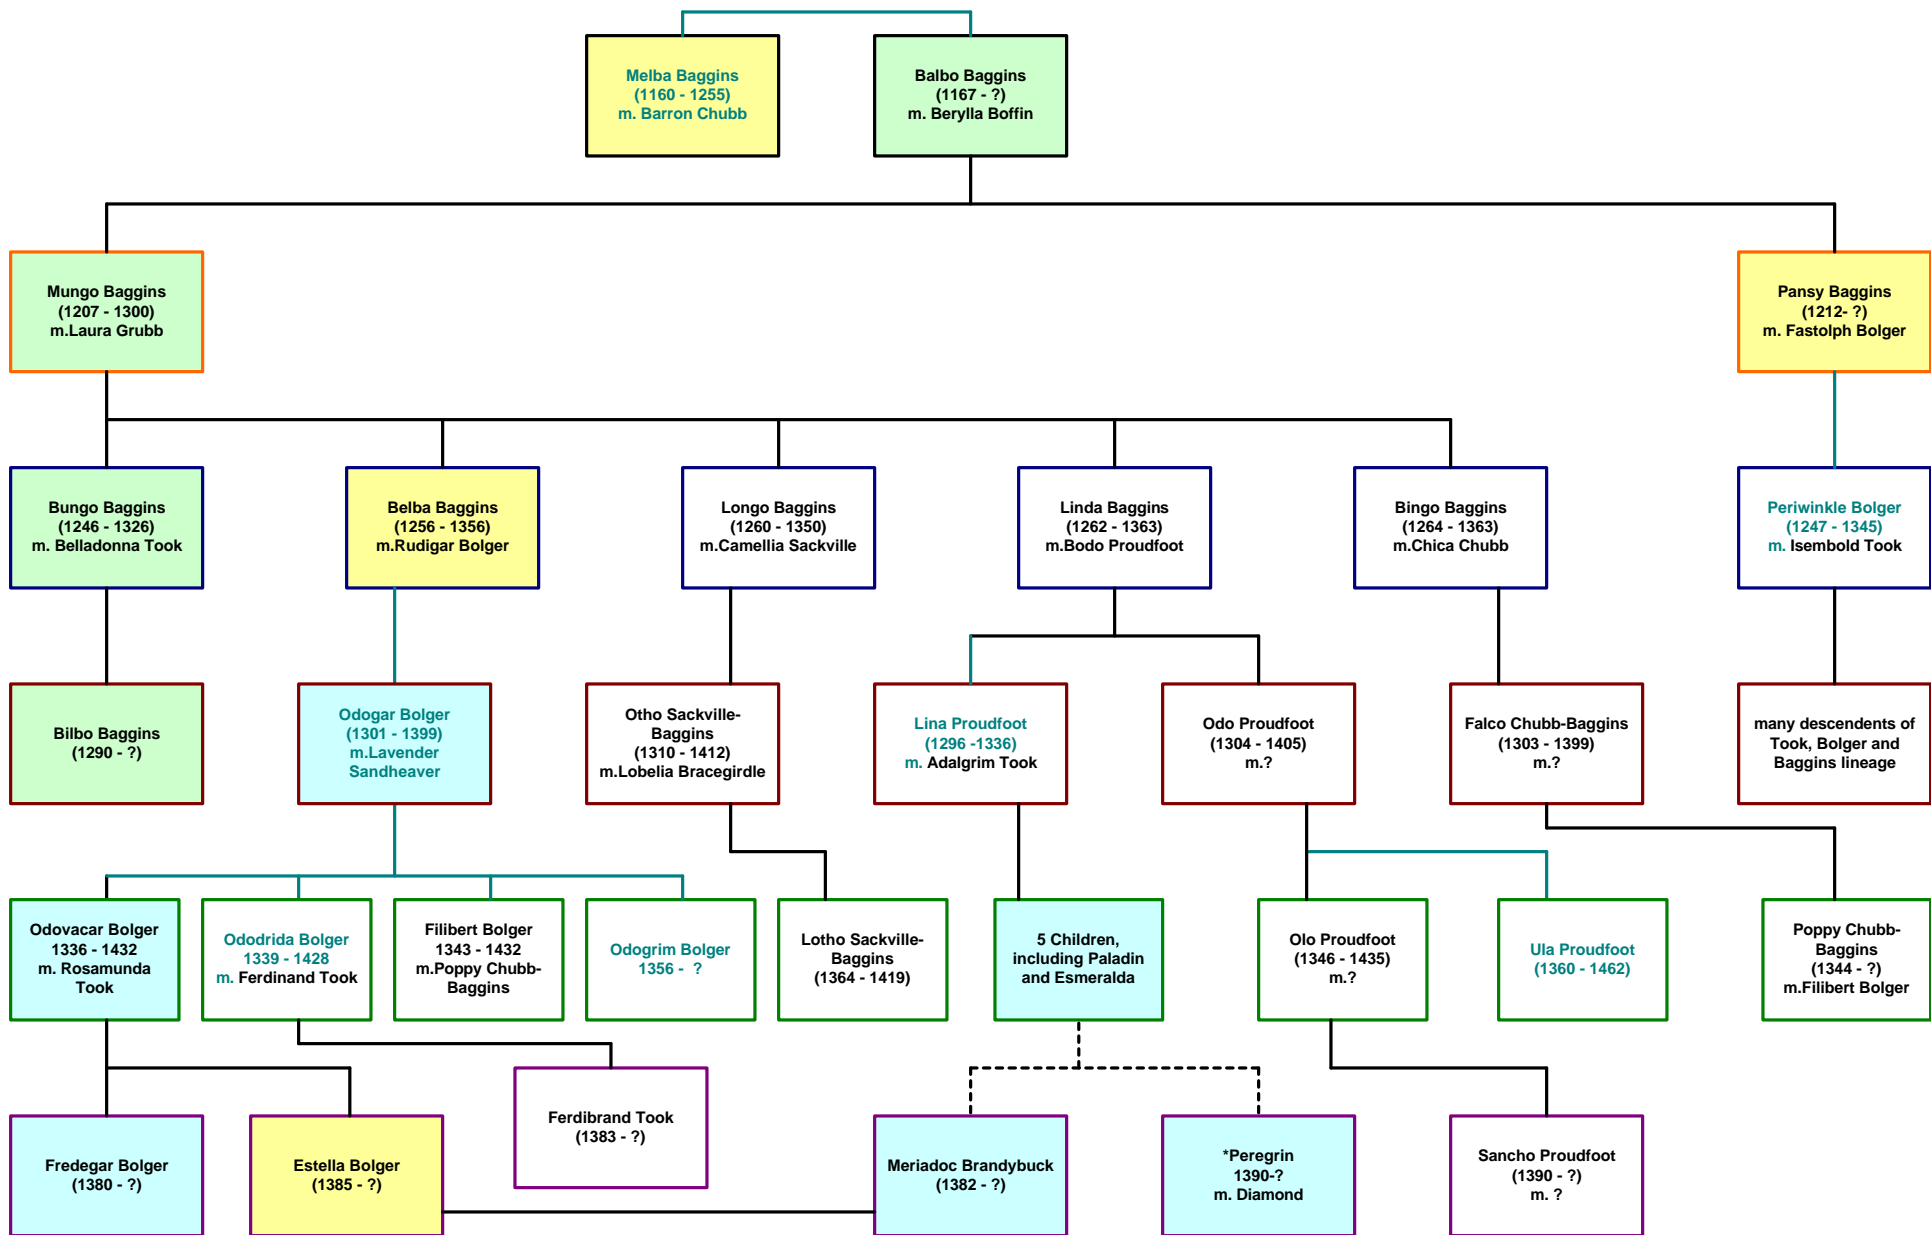 Melba Baggins
(1160 - 1255)
m. Barron Chubb
Balbo Baggins
(1167 - ?)
m. Berylla Boffin
Mungo Baggins
(1207 - 1300)
m.Laura Grubb
Pansy Baggins
(1212- ?)
m. Fastolph Bolger
Bungo Baggins
(1246 - 1326)
m. Belladonna Took
Belba Baggins
(1256 - 1356)
m.Rudigar Bolger
Longo Baggins
(1260 - 1350)
m.Camellia Sackville
Linda Baggins
(1262 - 1363)
m.Bodo Proudfoot
Bingo Baggins
(1264 - 1363)
m.Chica Chubb
Periwinkle Bolger
(1247 - 1345)
m. Isembold Took
Bilbo Baggins
(1290 - ?)
Odogar Bolger
(1301 - 1399)
m.Lavender
Sandheaver
Otho Sackville-
Baggins
(1310 - 1412)
m.Lobelia Bracegirdle
Lina Proudfoot
(1296 -1336)
m. Adalgrim Took
Odo Proudfoot
(1304 - 1405)
m.?
Falco Chubb-Baggins
(1303 - 1399)
m.?
many descendents of
Took, Bolger and
Baggins lineage
Odovacar Bolger
1336 - 1432
m. Rosamunda
Took
Ododrida Bolger
1339 - 1428
m. Ferdinand Took
Filibert Bolger
1343 - 1432
m.Poppy Chubb-
Baggins
Odogrim Bolger
1356 - ?
Lotho Sackville-
Baggins
(1364 - 1419)
5 Children,
including Paladin
and Esmeralda
Olo Proudfoot
(1346 - 1435)
m.?
Ula Proudfoot
(1360 - 1462)
Poppy Chubb-
Baggins
(1344 - ?)
m.Filibert Bolger
Fredegar Bolger
(1380 - ?)
Estella Bolger
(1385 - ?)
Ferdibrand Took
(1383 - ?)
Meriadoc Brandybuck
(1382 - ?)
*Peregrin
1390-?
m. Diamond
Sancho Proudfoot
(1390 - ?)
m. ?